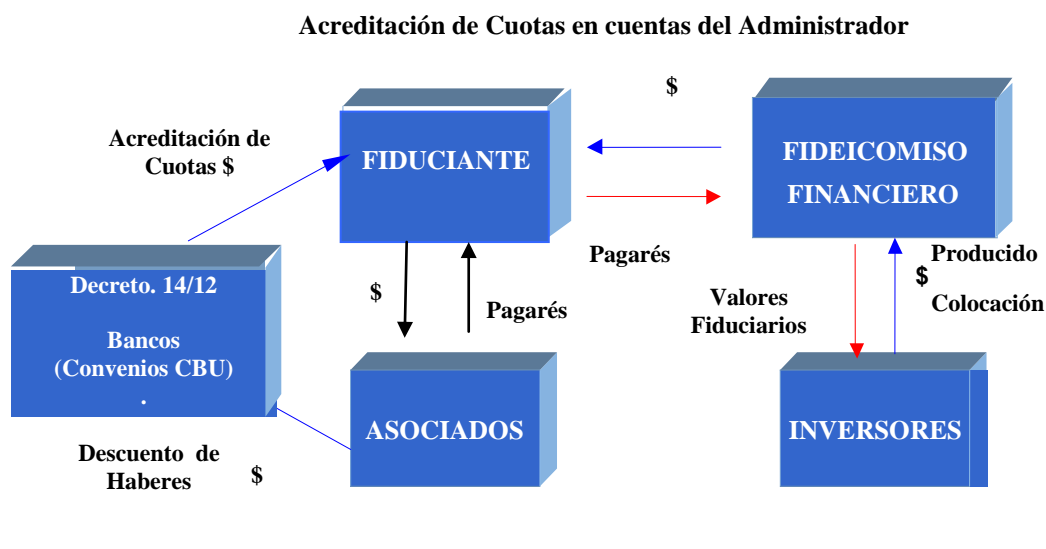 Acreditación de Cuotas en cuentas del Administrador
$
Acreditación de
Cuotas $
FIDUCIANTE
FIDEICOMISO
FINANCIERO
Pagarés
Producido
$
Colocación
Decreto. 14/12
Bancos
(Convenios CBU)
.
$
Pagarés
Valores
Fiduciarios
ASOCIADOS
INVERSORES
Descuento de
Haberes $